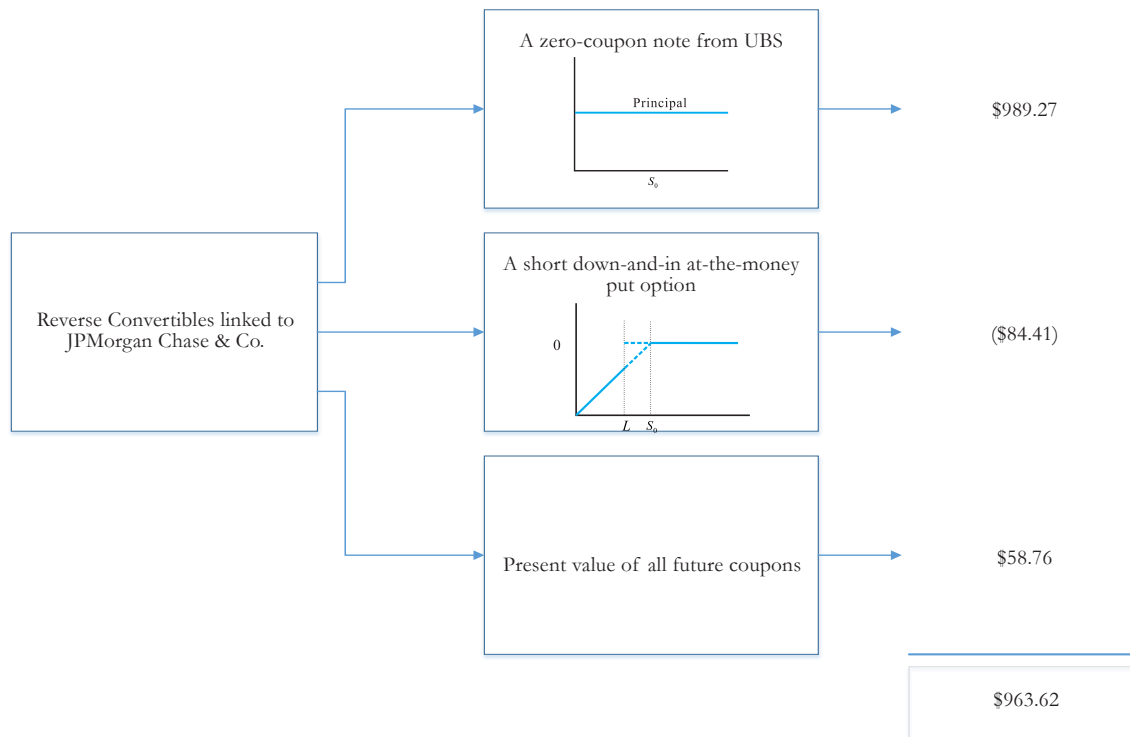 A zero-coupon note from UBS
Principal
S₀
$989.27
Reverse Convertibles linked to
JPMorgan Chase & Co.
A short down-and-in at-the-money
put option
0
L S₀
($84.41)
Present value of all future coupons
$58.76
$963.62